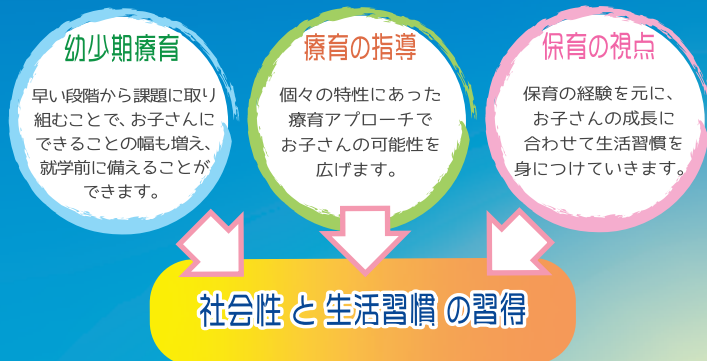 幼少期療育
早い段階から課題に取り
組むことで、お子さんに
できることの幅も増え、
就学前に備えることが
できます。
療育の指導
個々の特性にあった
療育アプローチで
お子さんの可能性を
広げます。
保育の視点
保育の経験を元に、
お子さんの成長に
合わせて生活習慣を
身につけていきます。
社会性 と 生活習慣 の習得